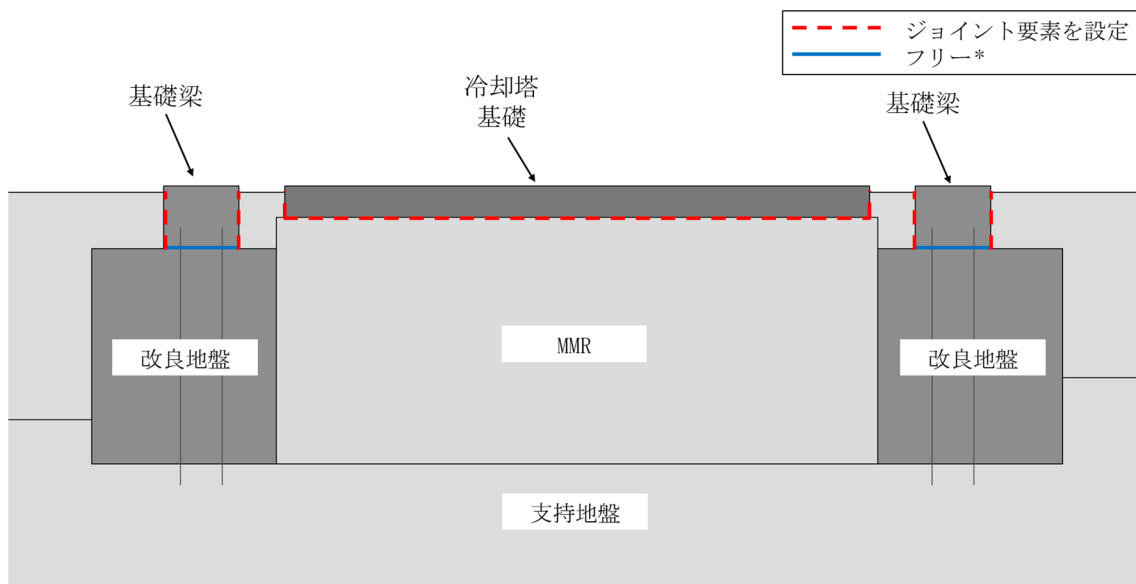 ジョイント要素を設定
フリー*
冷却塔
基礎
基礎梁
基礎梁
改良地盤
MMR
改良地盤
支持地盤